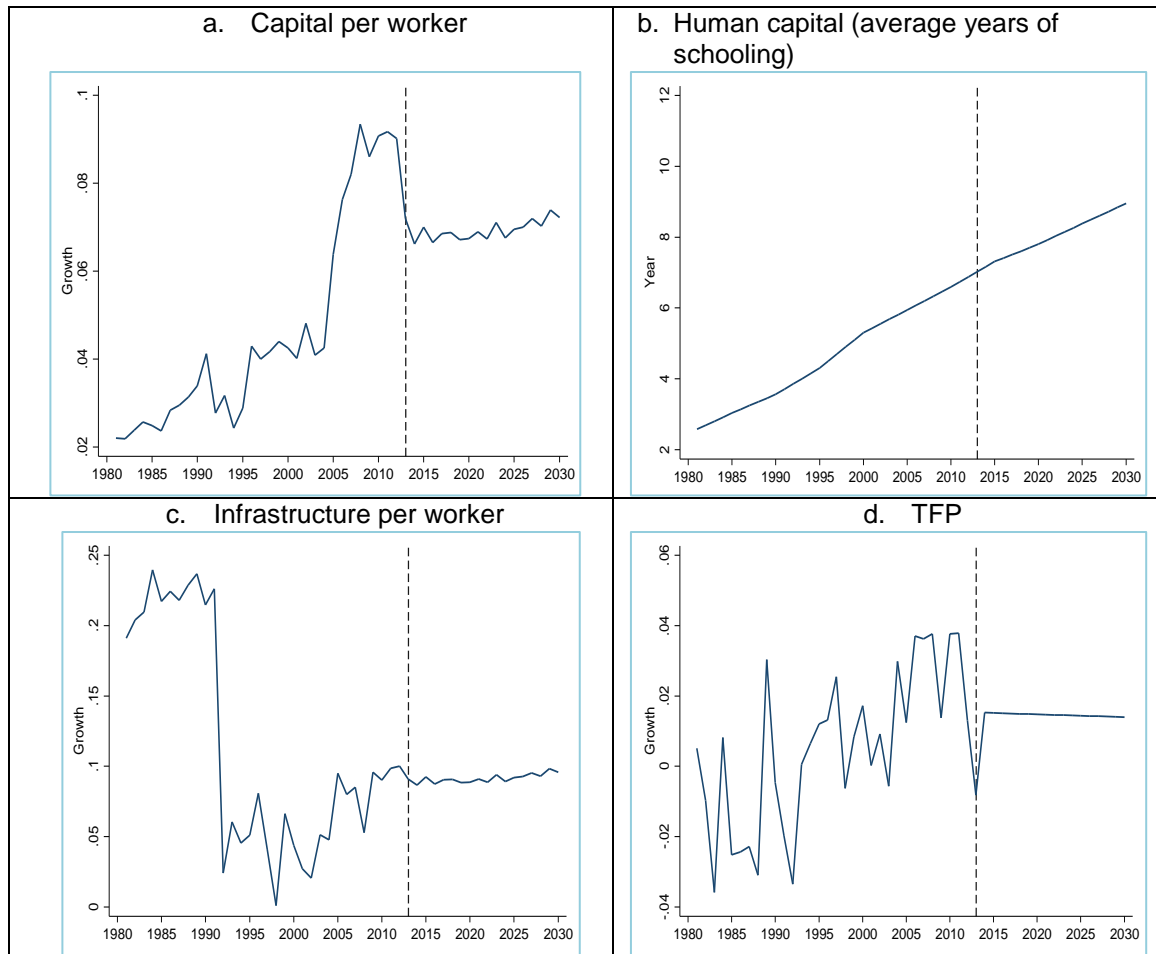 a. Capital per worker
.1
.08
.06
.04
.02
Growth
1980 1985 1990 1995 2000 2005 2010 2015 2020 2025 2030
b. Human capital (average years of
schooling)
12
10
8
6
4
2
Year
1980 1985 1990 1995 2000 2005 2010 2015 2020 2025 2030
c. Infrastructure per worker
.25
.2
.15
.1
.05
0
Growth
1980 1985 1990 1995 2000 2005 2010 2015 2020 2025 2030
d. TFP
.06
.04
.02
0
-.02
-.04
Growth
1980 1985 1990 1995 2000 2005 2010 2015 2020 2025 2030